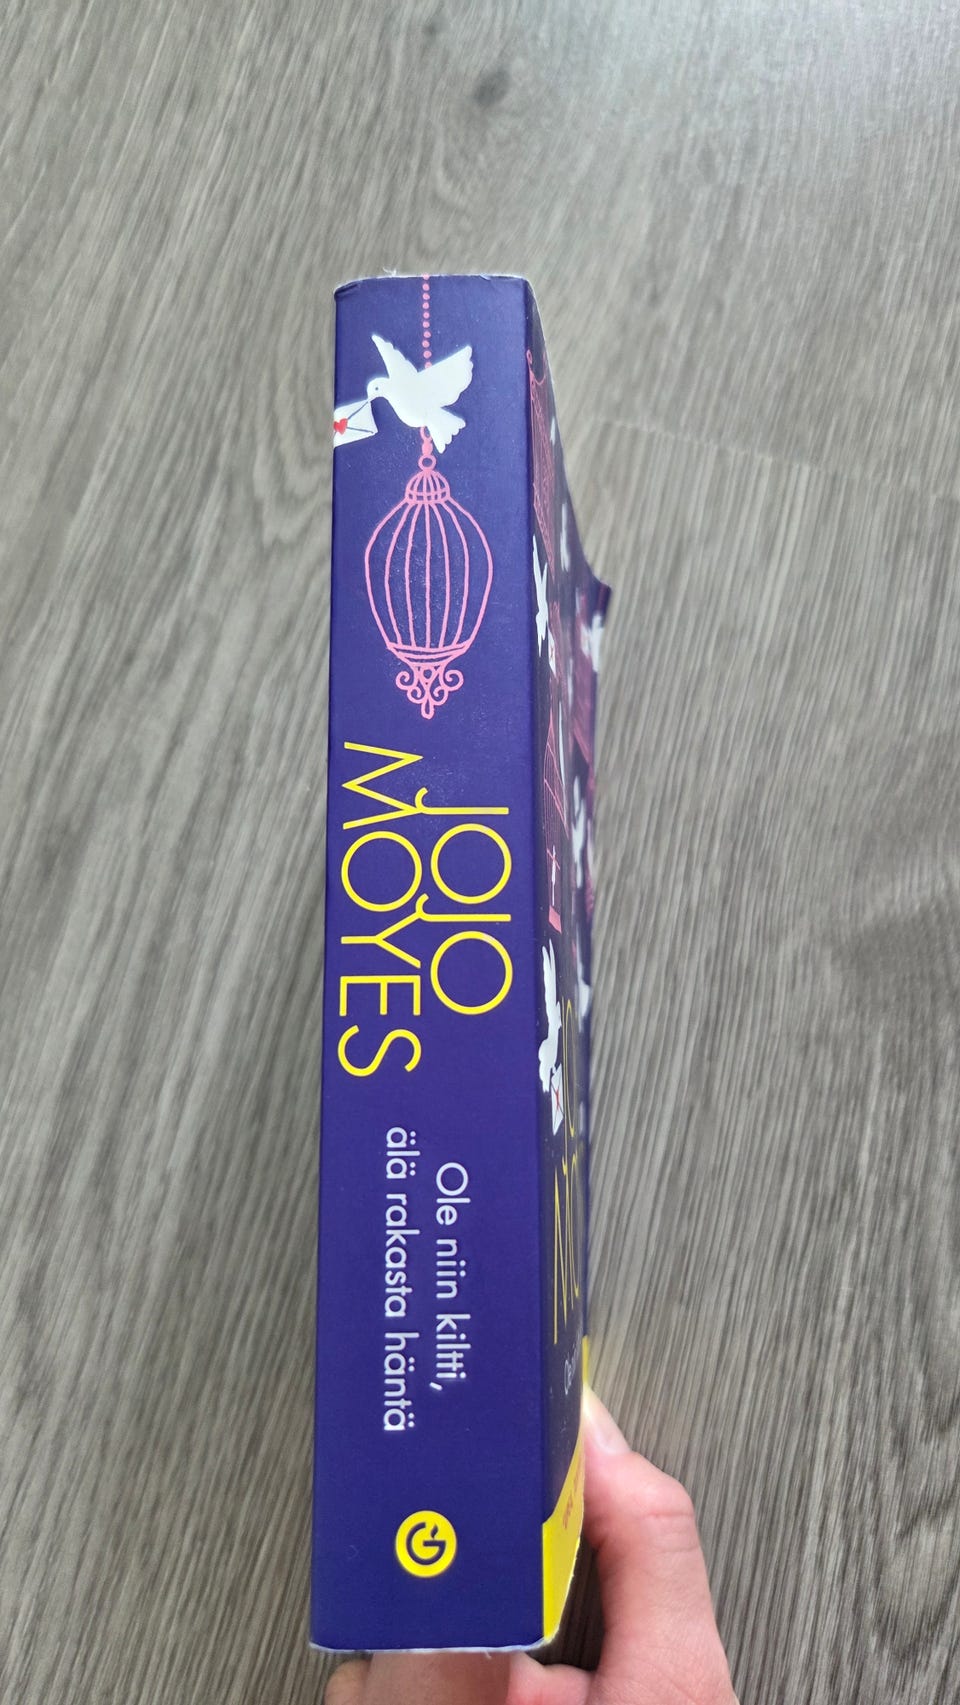 JOJO
MOYES
Ole niin kiltti,
älä rakasta häntä